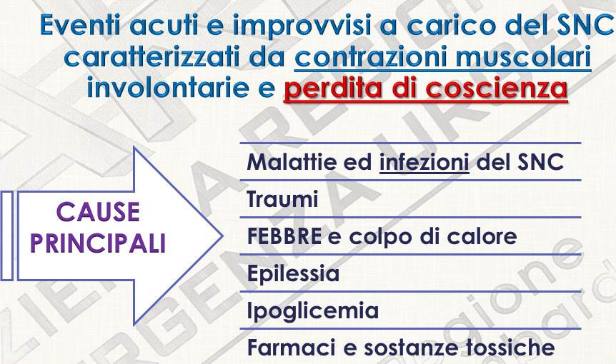 Eventi acuti e improvvisi a carico del SNC
caratterizzati da contrazioni muscolari
involontarie e perdita di coscienza
CAUSE
PRINCIPALI
Malattie ed infezioni del SNC
Traumi
FEBBRE e colpo di calore
Epilessia
Ipoglicemia
Farmaci e sostanze tossiche